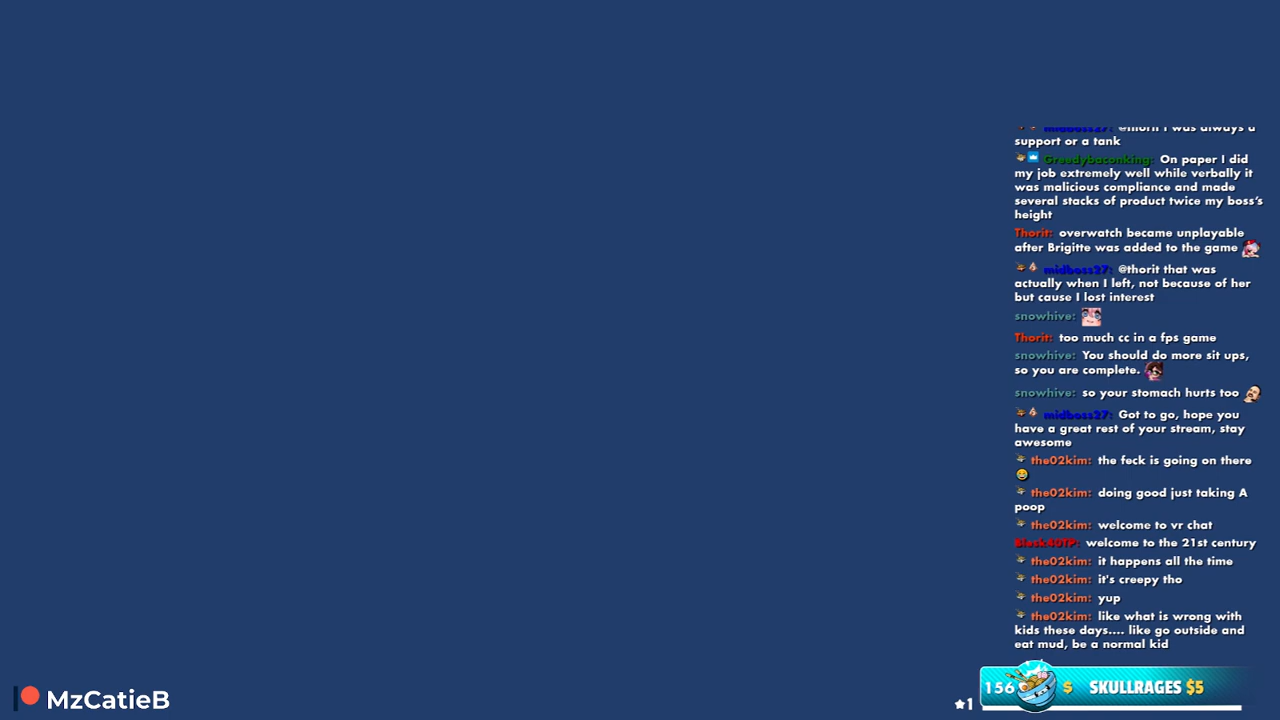 midboss27: @thorit I was always a
support or a tank
Greedybaconking: On paper I did
my job extremely well while verbally it
was malicious compliance and made
several stacks of product twice my boss's
height
Thorit: overwatch became unplayable
after Brigitte was added to the game
midboss27: @thorit that was
actually when I left, not because of her
but cause I lost interest
snowhive:
Thorit: too much cc in a fps game
snowhive: You should do more sit ups,
so you are complete.
snowhive: so your stomach hurts too
midboss27: Got to go, hope you
have a great rest of your stream, stay
awesome
the02kim: the feck is going on there
the02kim: doing good just taking A
poop
the02kim: welcome to vr chat
welcome to the 21st century
the02kim: it happens all the time
the02kim: it's creepy tho
the02kim: yup
the02kim: like what is wrong with
kids these days.... like go outside and
eat mud, be a normal kid
156 $ SKULLRAGES $5
★1
MzCatieB